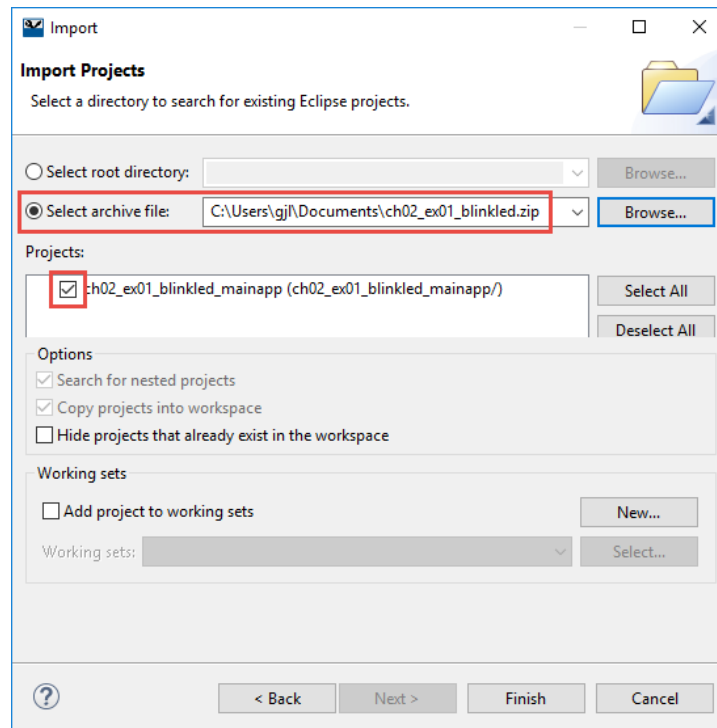 Import
Import Projects
Select a directory to search for existing Eclipse projects.
Select root directory:
Browse...
Select archive file:
C:\Users\gjl\Documents\ch02_ex01_blinkled.zip
Browse...
Projects:
ch02_ex01_blinkled_mainapp (ch02_ex01_blinkled_mainapp/)
Select All
Deselect All
Options
Search for nested projects
Copy projects into workspace
Hide projects that already exist in the workspace
Working sets
Add project to working sets
New...
Working sets:
Select...
?
< Back
Next >
Finish
Cancel